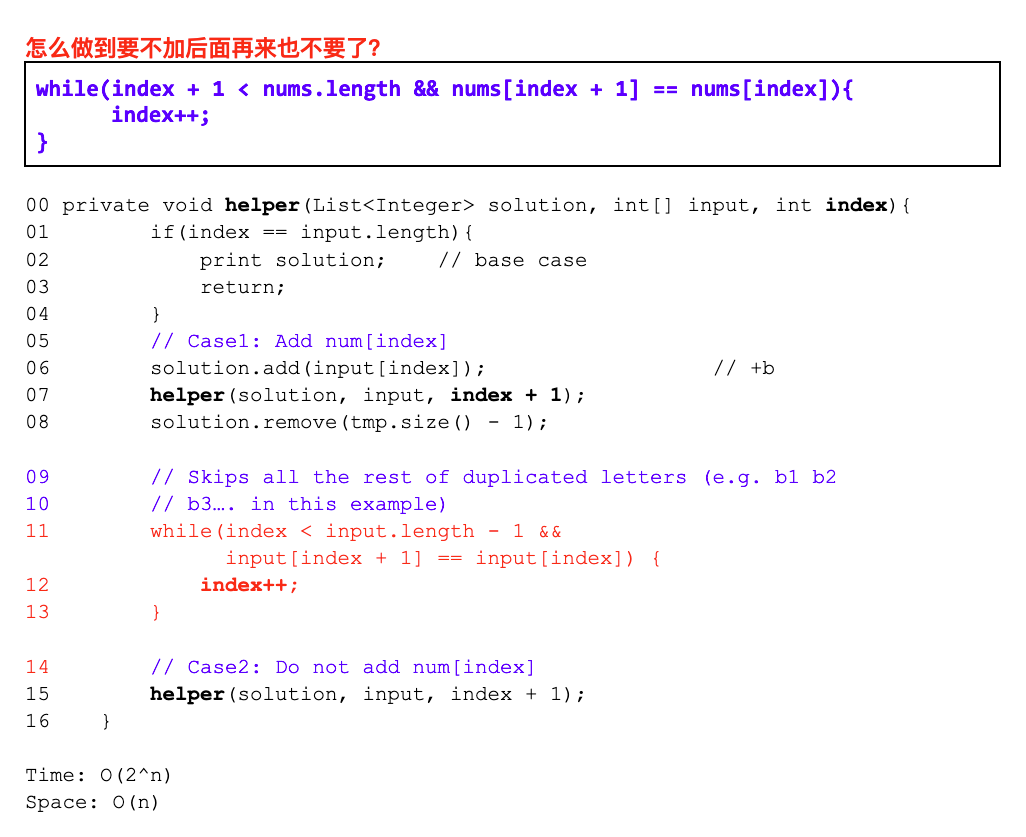 怎么做到要不加后面再来也不要了?
while(index + 1 < nums.length && nums[index + 1] == nums[index]){
index++;
}
00 private void helper(List<Integer> solution, int[] input, int index){
01 if(index == input.length){
02 print solution; // base case
03 return;
04 }
05 // Case1: Add num[index]
06 solution.add(input[index]); // +b
07 helper(solution, input, index + 1);
08 solution.remove(tmp.size() - 1);
09 // Skips all the rest of duplicated letters (e.g. b1 b2
10 // b3…. in this example)
11 while(index < input.length - 1 &&
input[index + 1] == input[index]) {
12 index++;
13 }
14 // Case2: Do not add num[index]
15 helper(solution, input, index + 1);
16 }
Time: O(2^n)
Space: O(n)